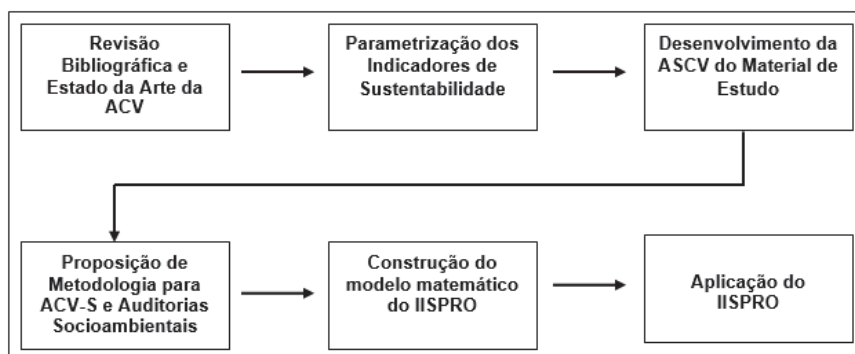 Revisão
Bibliográfica e
Estado da Arte da
ACV
Parametrização dos
Indicadores de
Sustentabilidade
Desenvolvimento da
ASCV do Material de
Estudo
Proposição de
Metodologia para
ACV-S e Auditorias
Socioambientais
Construção do
modelo matemático
do IISPRO
Aplicação do
IISPRO